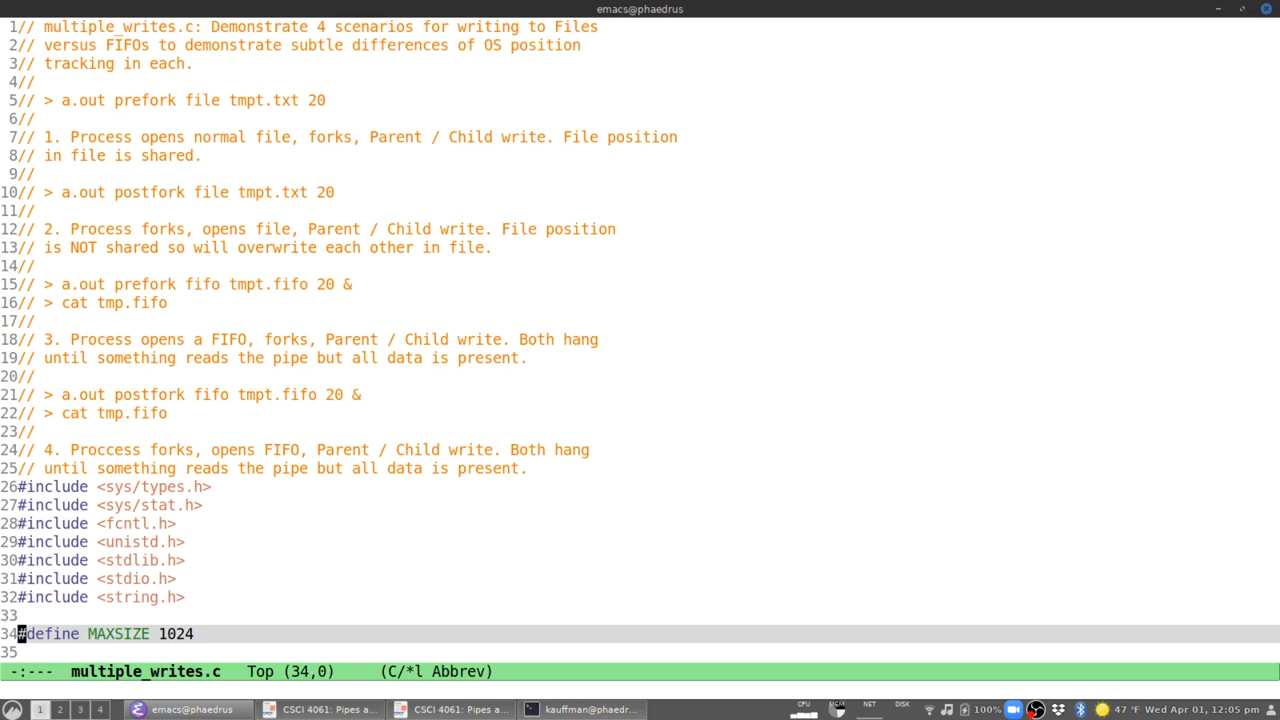 emacs@phaedrus
1// multiple_writes.c: Demonstrate 4 scenarios for writing to Files
2// versus FIFOs to demonstrate subtle differences of OS position
3// tracking in each.
4//
5// > a.out prefork file tmpt.txt 20
6//
7// 1. Process opens normal file, forks, Parent / Child write. File position
8// in file is shared.
9//
10// > a.out postfork file tmpt.txt 20
11//
12// 2. Process forks, opens file, Parent / Child write. File position
13// is NOT shared so will overwrite each other in file.
14//
15// > a.out prefork fifo tmpt.fifo 20 &
16// > cat tmp.fifo
17//
18// 3. Process opens a FIFO, forks, Parent / Child write. Both hang
19// until something reads the pipe but all data is present.
20//
21// > a.out postfork fifo tmpt.fifo 20 &
22// > cat tmp.fifo
23//
24// 4. Proccess forks, opens FIFO, Parent / Child write. Both hang
25// until something reads the pipe but all data is present.
26#include <sys/types.h>
27#include <sys/stat.h>
28#include <fcntl.h>
29#include <unistd.h>
30#include <stdlib.h>
31#include <stdio.h>
32#include <string.h>
33
34#define MAXSIZE 1024
35
-:--- multiple_writes.c Top (34,0) (C/*l Abbrev)
1 2 3 4 emacs@phaedrus CSCI 4061: Pipes a... CSCI 4061: Pipes a... kauffman@phaedr... CPU MEM NET DISK 100% 47 °F Wed Apr 01, 12:05 pm